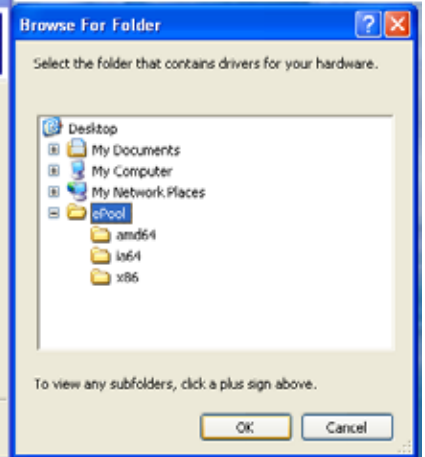 Browse For Folder
Select the folder that contains drivers for your hardware.
Desktop
My Documents
My Computer
My Network Places
ePool
amd64
ia64
x86
To view any subfolders, click a plus sign above.
OK Cancel